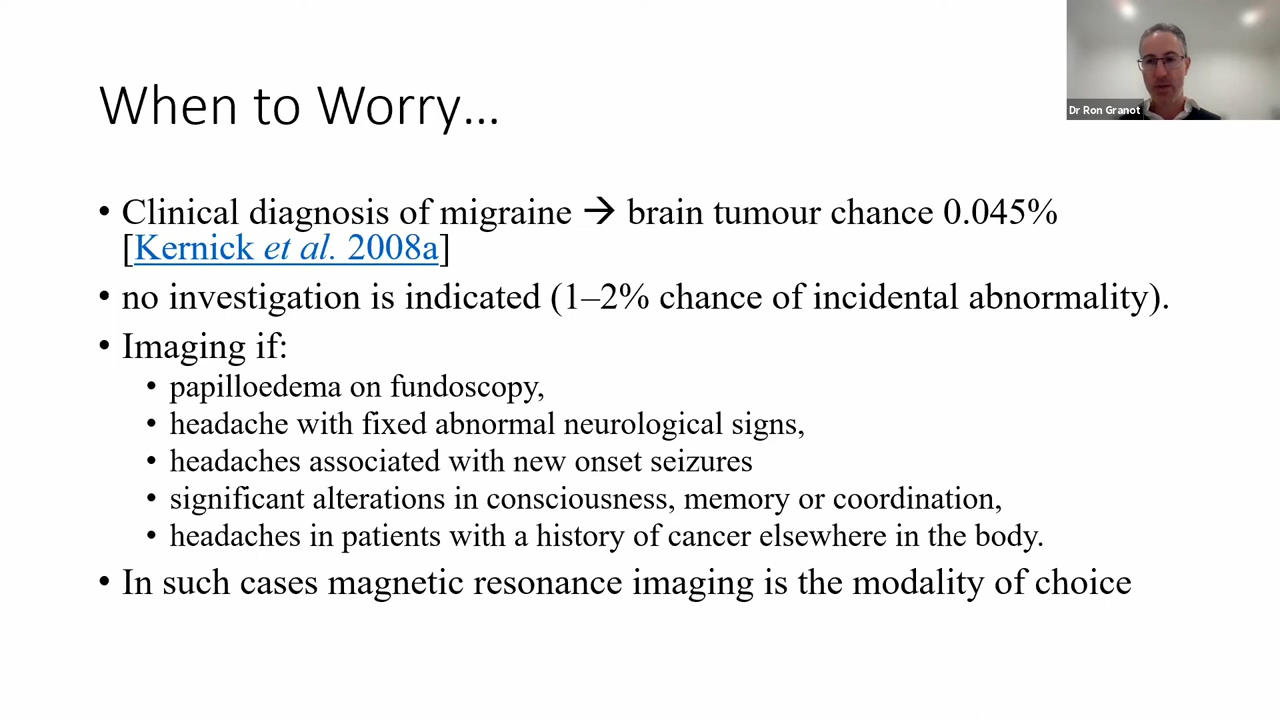 When to Worry...
• Clinical diagnosis of migraine → brain tumour chance 0.045%
[Kernick et al. 2008a]
• no investigation is indicated (1–2% chance of incidental abnormality).
• Imaging if:
• papilloedema on fundoscopy,
• headache with fixed abnormal neurological signs,
• headaches associated with new onset seizures
• significant alterations in consciousness, memory or coordination,
• headaches in patients with a history of cancer elsewhere in the body.
• In such cases magnetic resonance imaging is the modality of choice
Dr Ron Granot